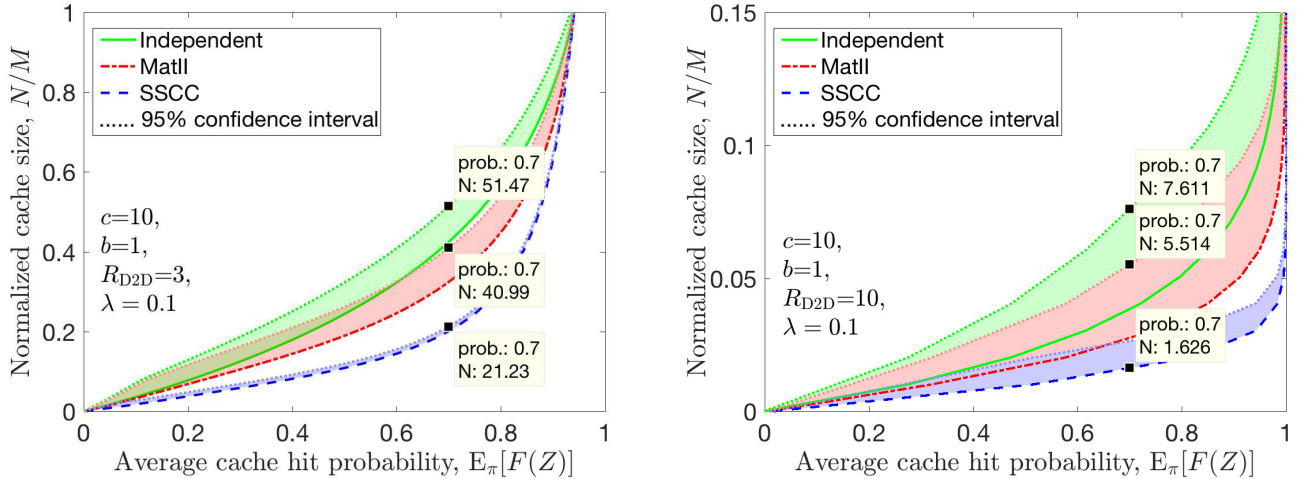 1
0.8
0.6
0.4
0.2
0
0
0.2
0.4
0.6
0.8
1
Normalized cache size, N/M
Average cache hit probability, E_π[F(Z)]
Independent
MatII
SSCC
...... 95% confidence interval
prob.: 0.7
N: 51.47
prob.: 0.7
N: 40.99
prob.: 0.7
N: 21.23
c=10,
b=1,
R_D2D=3,
λ = 0.1
0.15
0.1
0.05
0
0
0.2
0.4
0.6
0.8
1
Normalized cache size, N/M
Average cache hit probability, E_π[F(Z)]
Independent
MatII
SSCC
...... 95% confidence interval
prob.: 0.7
N: 7.611
prob.: 0.7
N: 5.514
prob.: 0.7
N: 1.626
c=10,
b=1,
R_D2D=10,
λ = 0.1